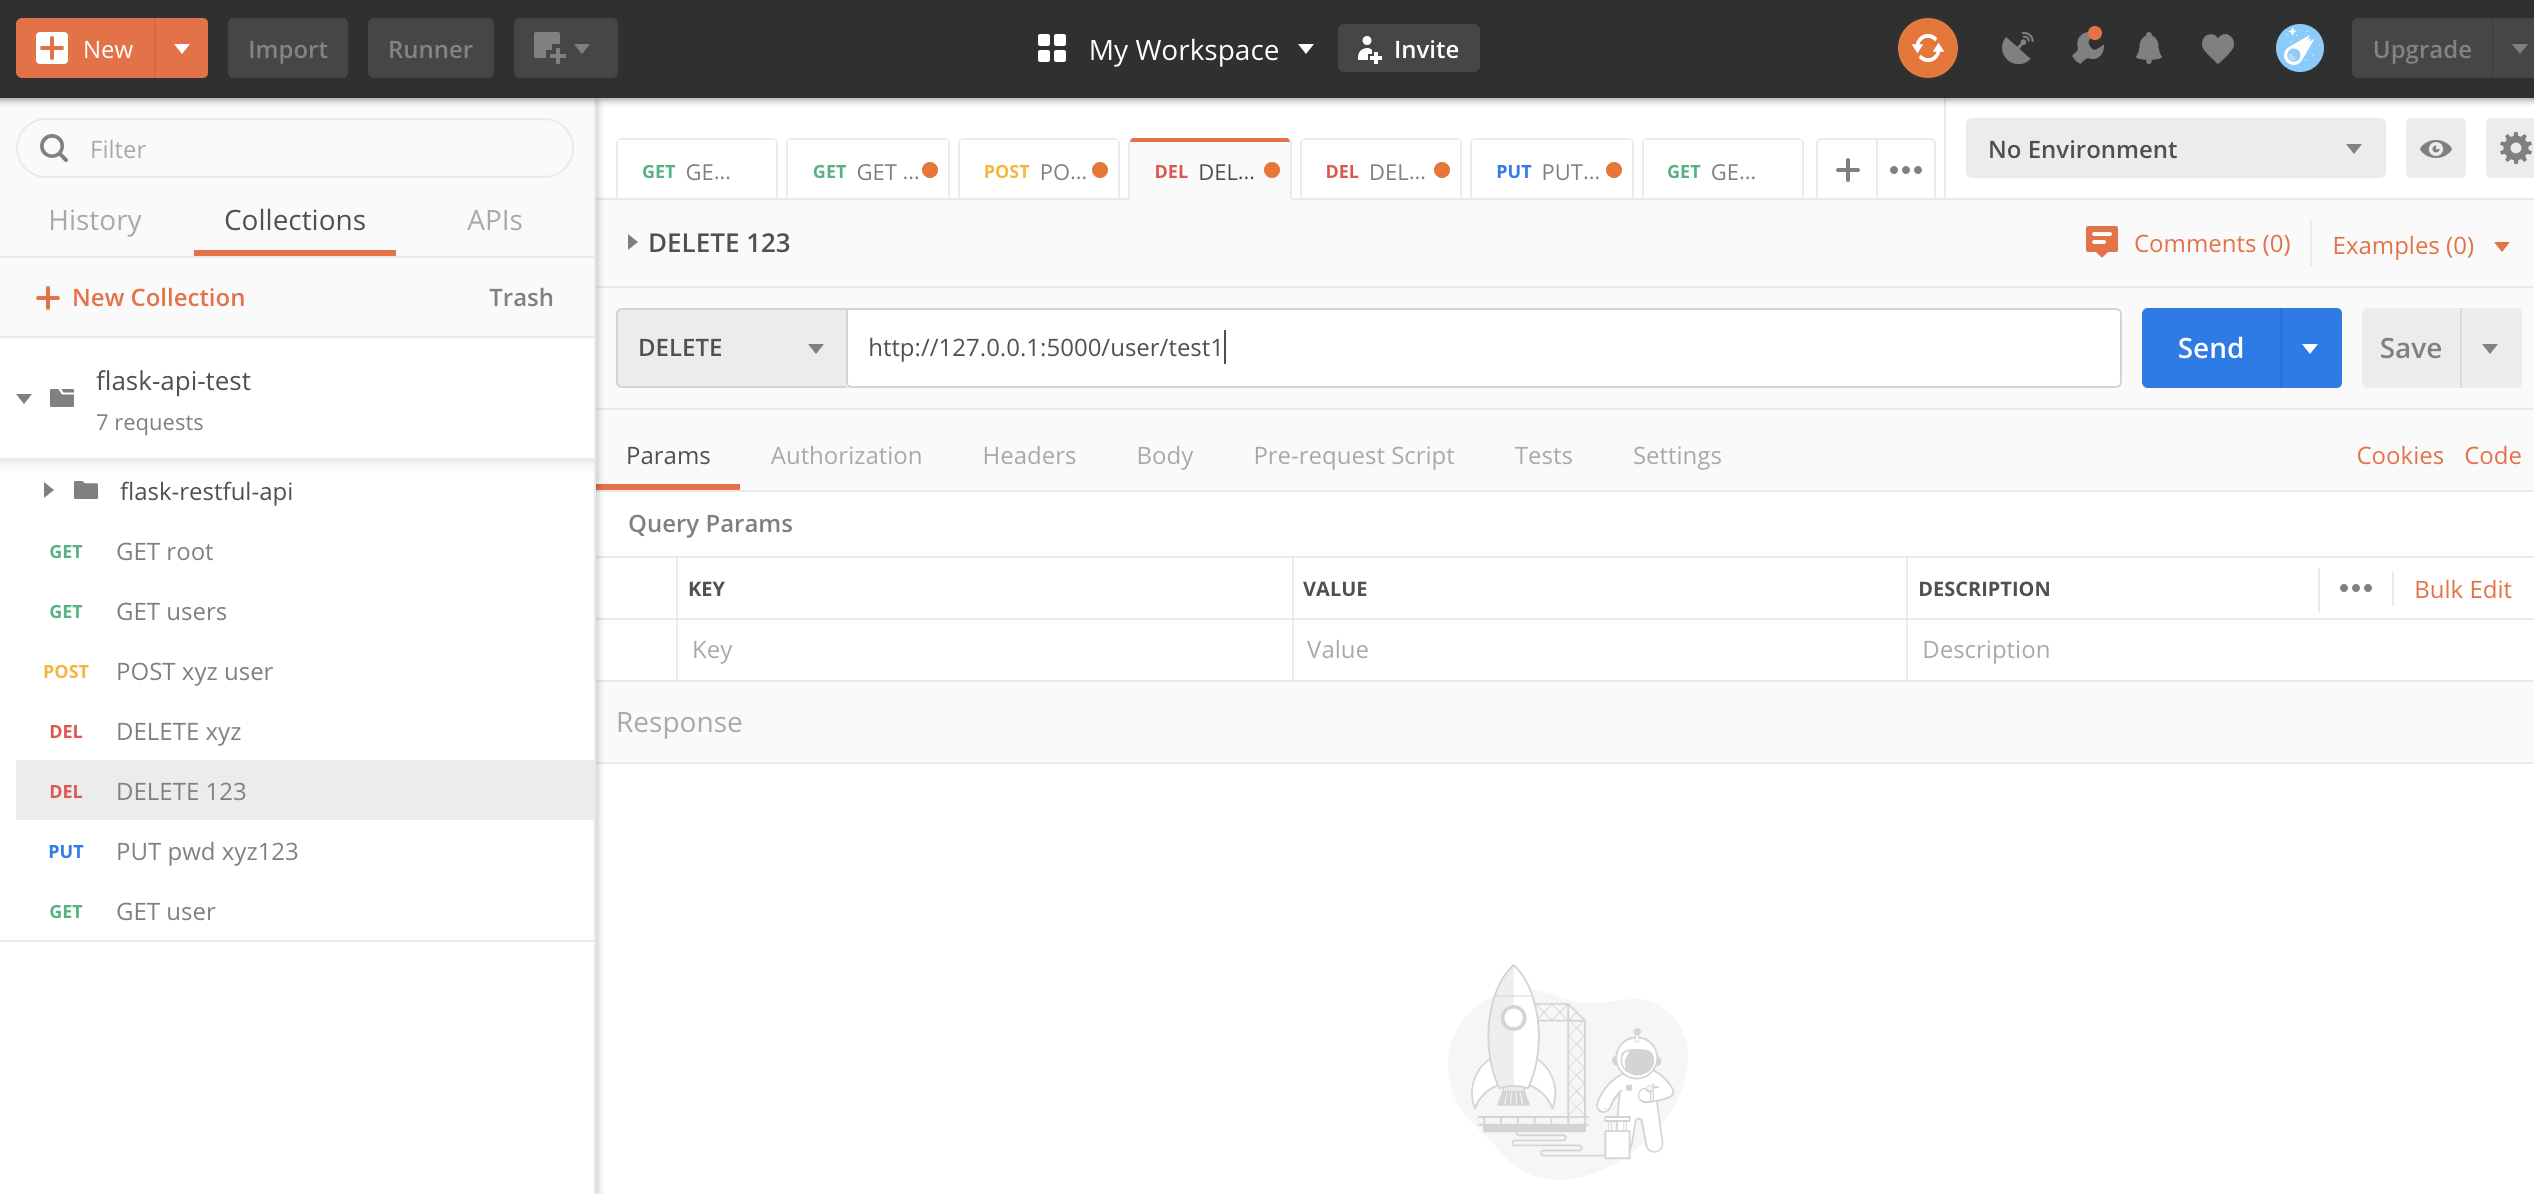 New Import Runner My Workspace Invite Upgrade
Filter
History Collections APIs
+ New Collection Trash
flask-api-test
7 requests
flask-restful-api
GET GET root
GET GET users
POST POST xyz user
DEL DELETE xyz
DEL DELETE 123
PUT PUT pwd xyz123
GET GET user
GET GE... GET GET ... POST PO... DEL DEL... DEL DEL... PUT PUT... GET GE... + ••• No Environment
DELETE 123 Comments (0) Examples (0)
DELETE http://127.0.0.1:5000/user/test1 Send Save
Params Authorization Headers Body Pre-request Script Tests Settings Cookies Code
Query Params
KEY VALUE DESCRIPTION ••• Bulk Edit
Key Value Description
Response